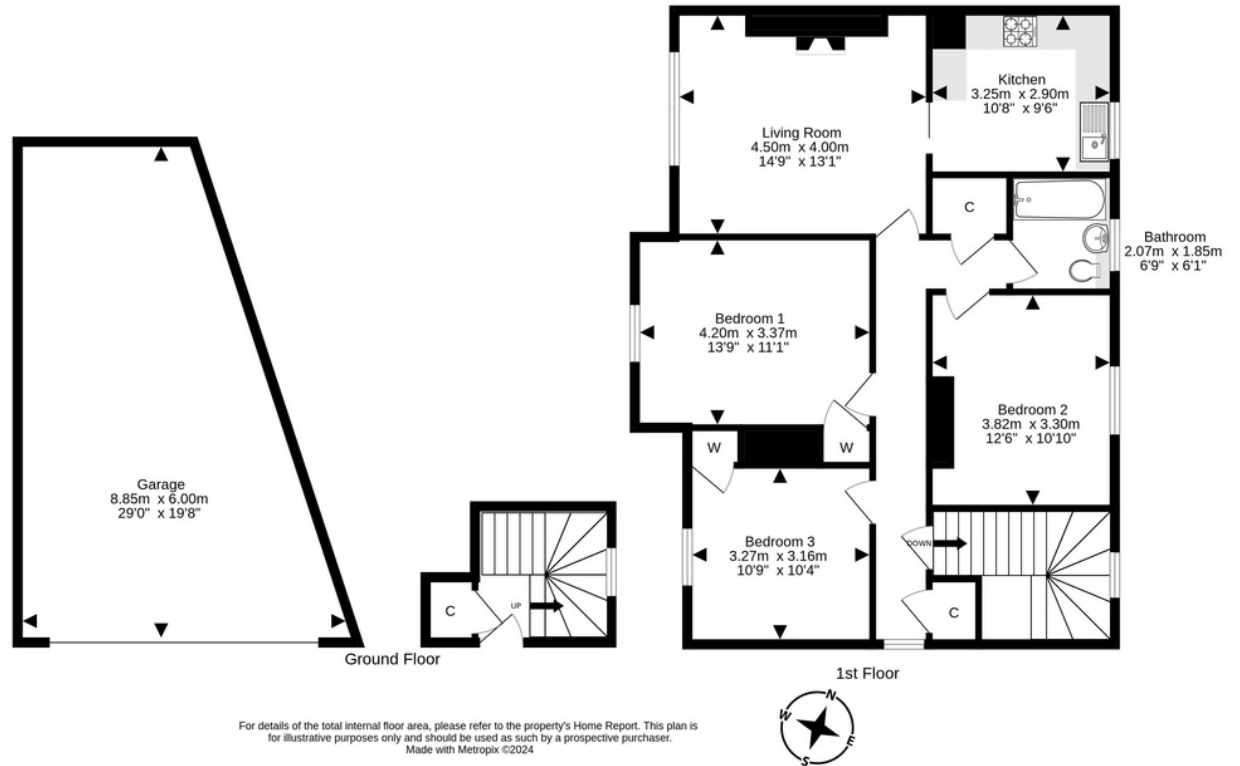 Kitchen
3.25m x 2.90m
10'8" x 9'6"
Living Room
4.50m x 4.00m
14'9" x 13'1"
C
Bathroom
2.07m x 1.85m
6'9" x 6'1"
Bedroom 1
4.20m x 3.37m
13'9" x 11'1"
Bedroom 2
3.82m x 3.30m
12'6" x 10'10"
W
W
Garage
8.85m x 6.00m
29'0" x 19'8"
Bedroom 3
3.27m x 3.16m
10'9" x 10'4"
DOWN
C
UP
C
Ground Floor
1st Floor
N
W
E
S
For details of the total internal floor area, please refer to the property's Home Report. This plan is
for illustrative purposes only and should be used as such by a prospective purchaser.
Made with Metropix ©2024